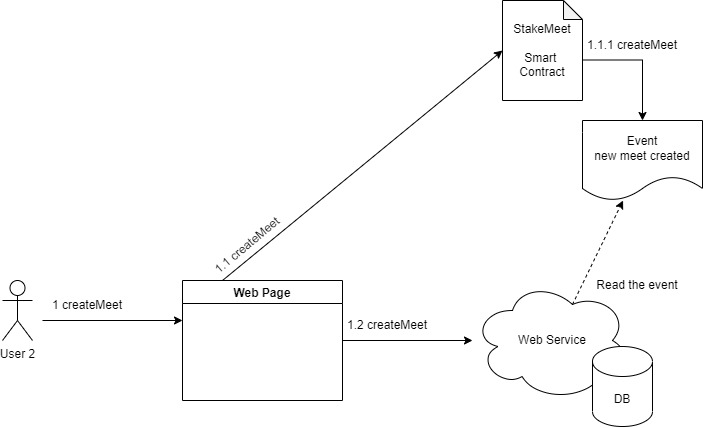 StakeMeet
Smart
Contract
1.1.1 createMeet
Event
new meet created
1.1 createMeet
Read the event
Web Page
1 createMeet
1.2 createMeet
Web Service
User 2
DB